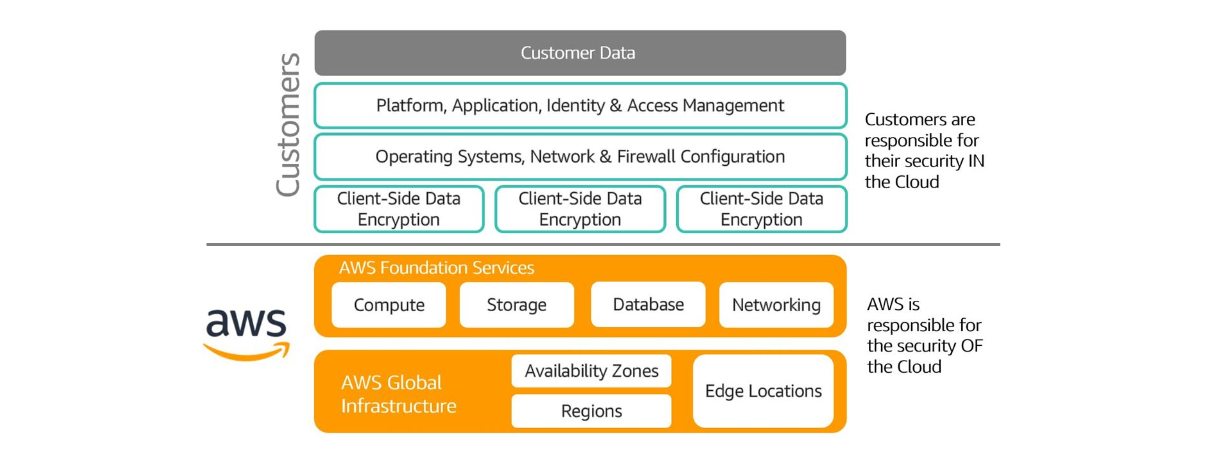 Customers
Customer Data
Platform, Application, Identity & Access Management
Operating Systems, Network & Firewall Configuration
Client-Side Data
Encryption
Client-Side Data
Encryption
Client-Side Data
Encryption
Customers are
responsible for
their security IN
the Cloud
aws
AWS Foundation Services
Compute
Storage
Database
Networking
AWS Global
Infrastructure
Availability Zones
Regions
Edge Locations
AWS is
responsible for
the security OF
the Cloud